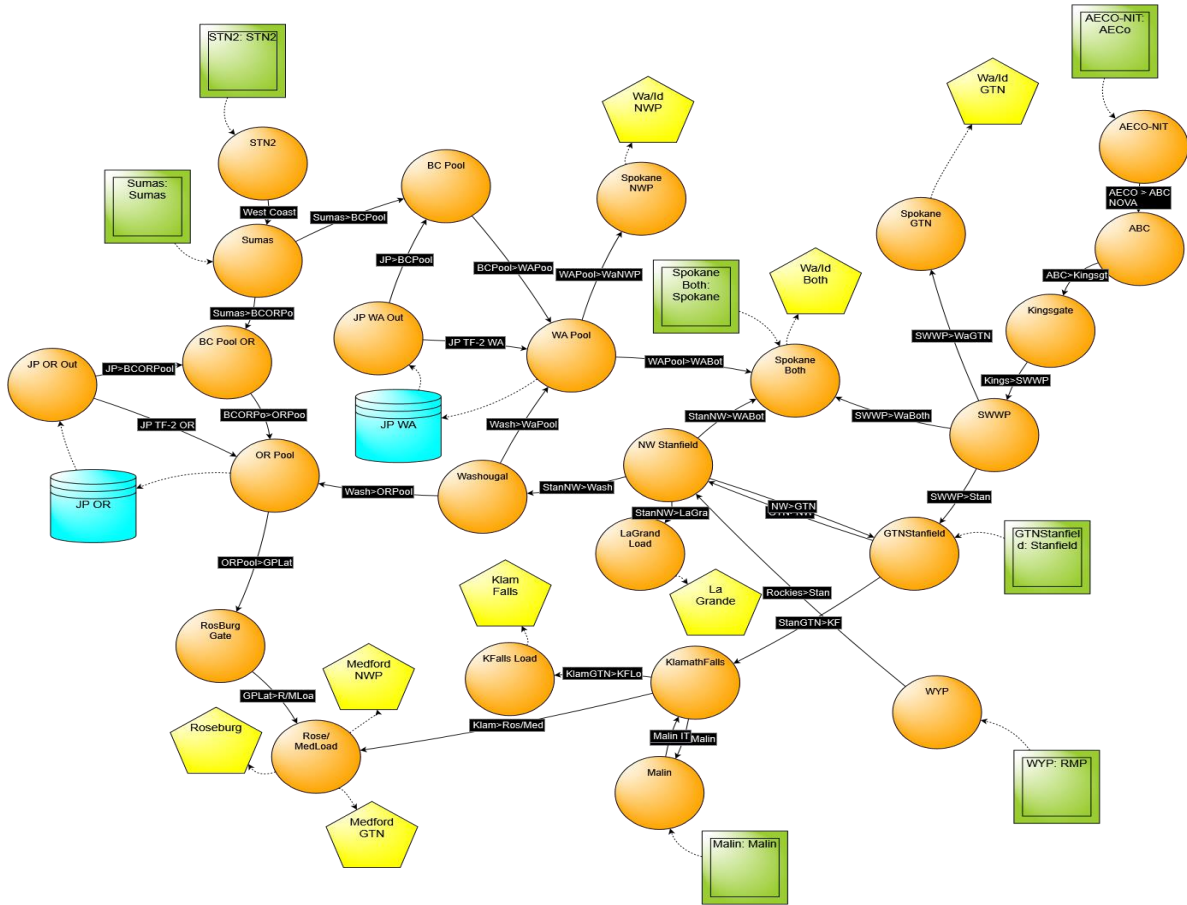 STN2: STN2
AECO-NIT:
AECo
Wa/Id
NWP
Wa/Id
GTN
STN2
BC Pool
AECO-NIT
Sumas:
Sumas
Spokane
NWP
West Coast
Sumas>BCPool
AECO > ABC
NOVA
Spokane
GTN
Sumas
ABC
JP>BCPool
BCPool>WAPoo
WAPool>WaNWP
Spokane
Both:
Spokane
Wa/Id
Both
ABC>Kingsgt
Sumas>BCORPo
JP WA Out
Kingsgate
BC Pool OR
JP TF-2 WA
WA Pool
SWWP>WaGTN
JP OR Out
JP>BCORPool
WAPool>WABot
Spokane
Both
Kings>SWWP
BCORPo>ORPoo
JP WA
Wash>WaPool
StanNW>WABot
SWWP>WaBoth
SWWP
JP TF-2 OR
OR Pool
NW Stanfield
Washougal
JP OR
Wash>ORPool
StanNW>Wash
SWWP>Stan
NW>GTN
StanNW>LaGra
GTNStanfield
GTNStanfiel
d: Stanfield
LaGrand
Load
ORPool>GPLat
Klam
Falls
La
Grande
Rockies>Stan
StanGTN>KF
RosBurg
Gate
Medford
NWP
KFalls Load
KlamGTN>KFLo
KlamathFalls
WYP
GPLat>R/MLoa
Roseburg
Rose/
MedLoad
Klam>Ros/Med
Malin IT
Malin
Malin
WYP: RMP
Medford
GTN
Malin: Malin